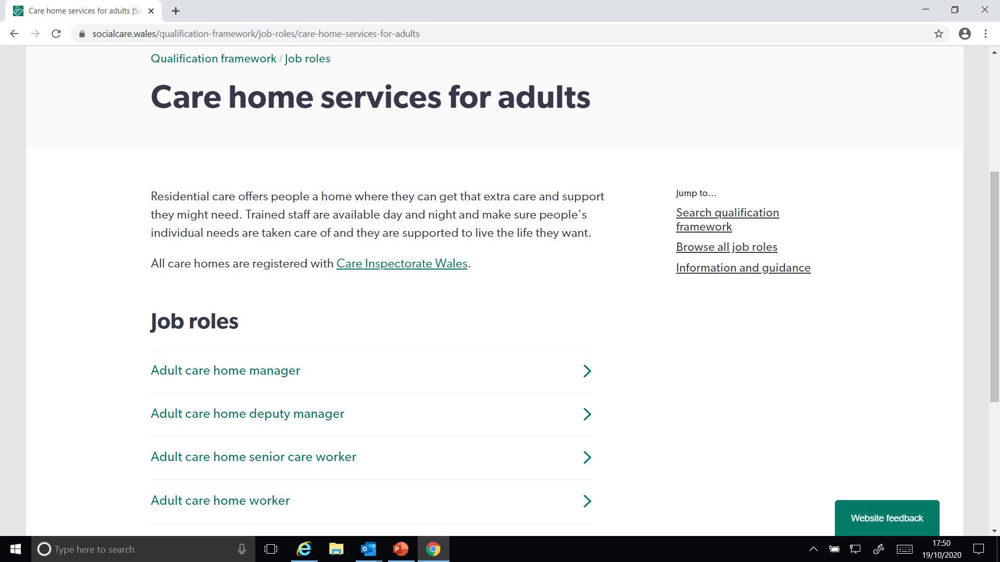 Care home services for adults |So
socialcare.wales/qualification-framework/job-roles/care-home-services-for-adults
Qualification framework / Job roles
Care home services for adults
Residential care offers people a home where they can get that extra care and support
they might need. Trained staff are available day and night and make sure people's
individual needs are taken care of and they are supported to live the life they want.
All care homes are registered with Care Inspectorate Wales.
Jump to...
Search qualification
framework
Browse all job roles
Information and guidance
Job roles
Adult care home manager
Adult care home deputy manager
Adult care home senior care worker
Adult care home worker
Website feedback
Type here to search
17:50
19/10/2020